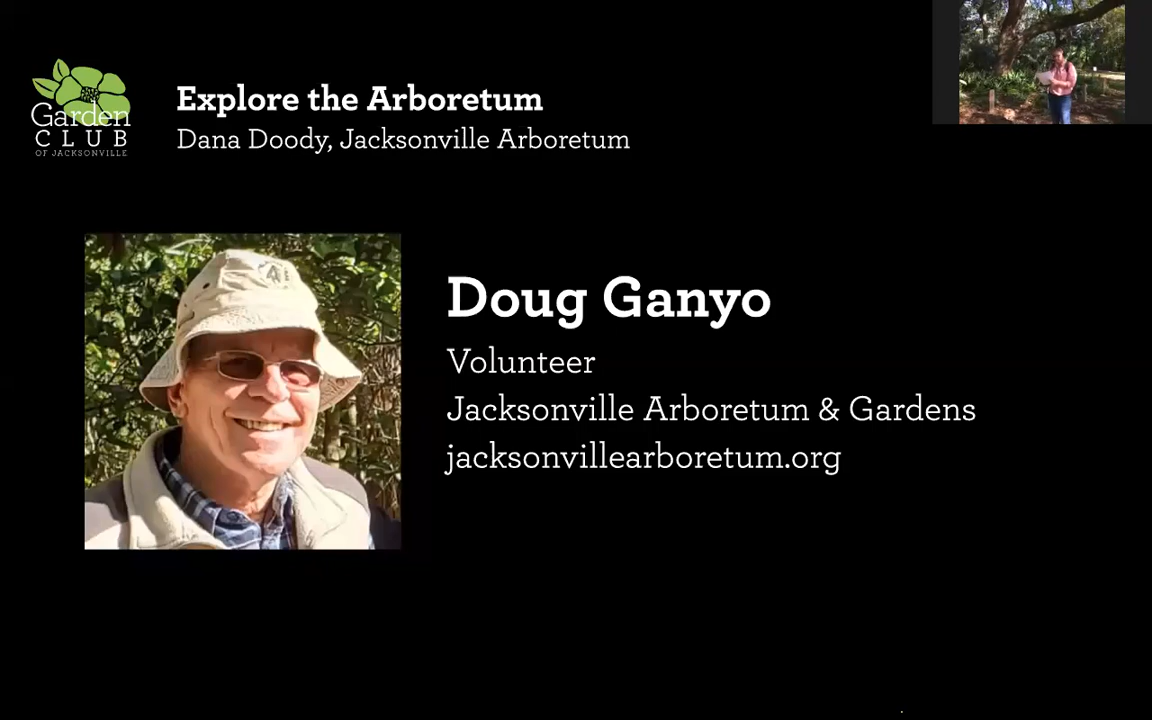 Garden
CLUB
OF JACKSONVILLE
Explore the Arboretum
Dana Doody, Jacksonville Arboretum
Doug Ganyo
Volunteer
Jacksonville Arboretum & Gardens
jacksonvillearboretum.org